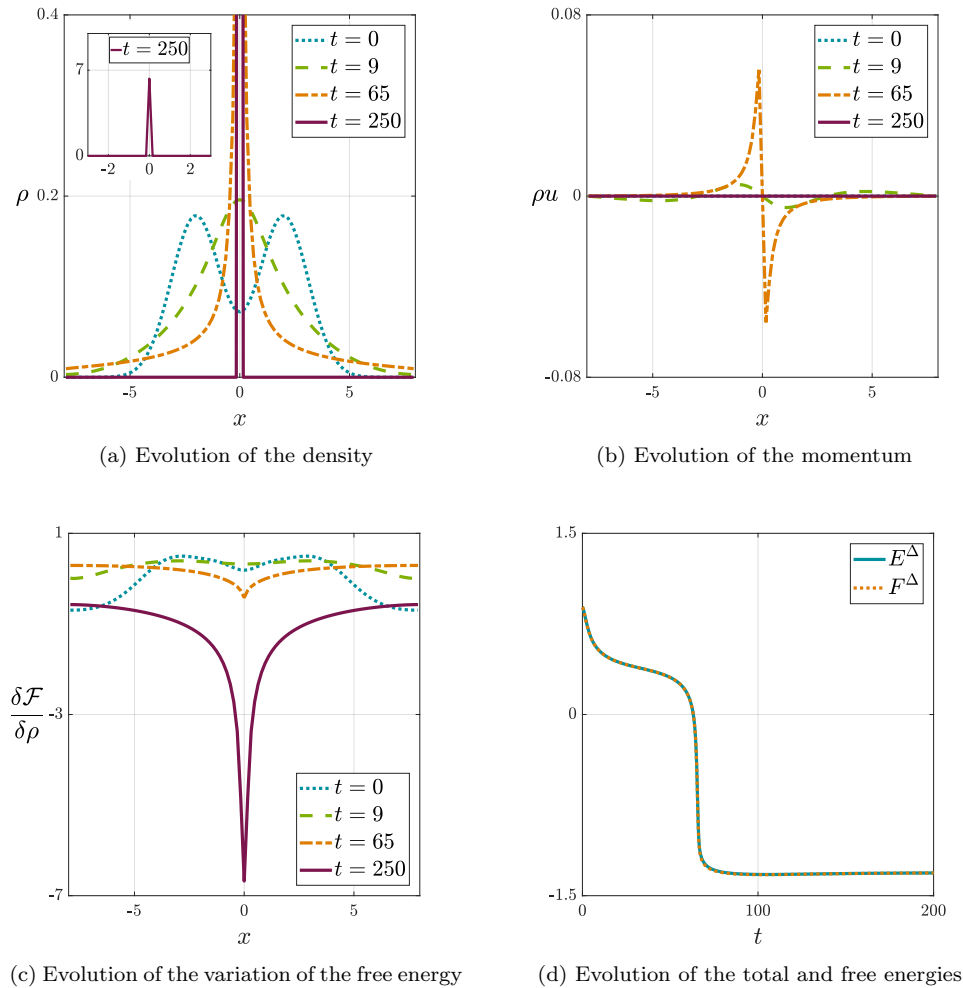 0.4
0.2
0
ρ
-5
0
5
x
t = 250
7
0
-2
0
2
t = 0
t = 9
t = 65
t = 250
(a) Evolution of the density
0.08
0
-0.08
ρu
-5
0
5
x
t = 0
t = 9
t = 65
t = 250
(b) Evolution of the momentum
1
-3
-7
δF
δρ
-5
0
5
x
t = 0
t = 9
t = 65
t = 250
(c) Evolution of the variation of the free energy
1.5
0
-1.5
0
100
200
t
E^Δ
F^Δ
(d) Evolution of the total and free energies